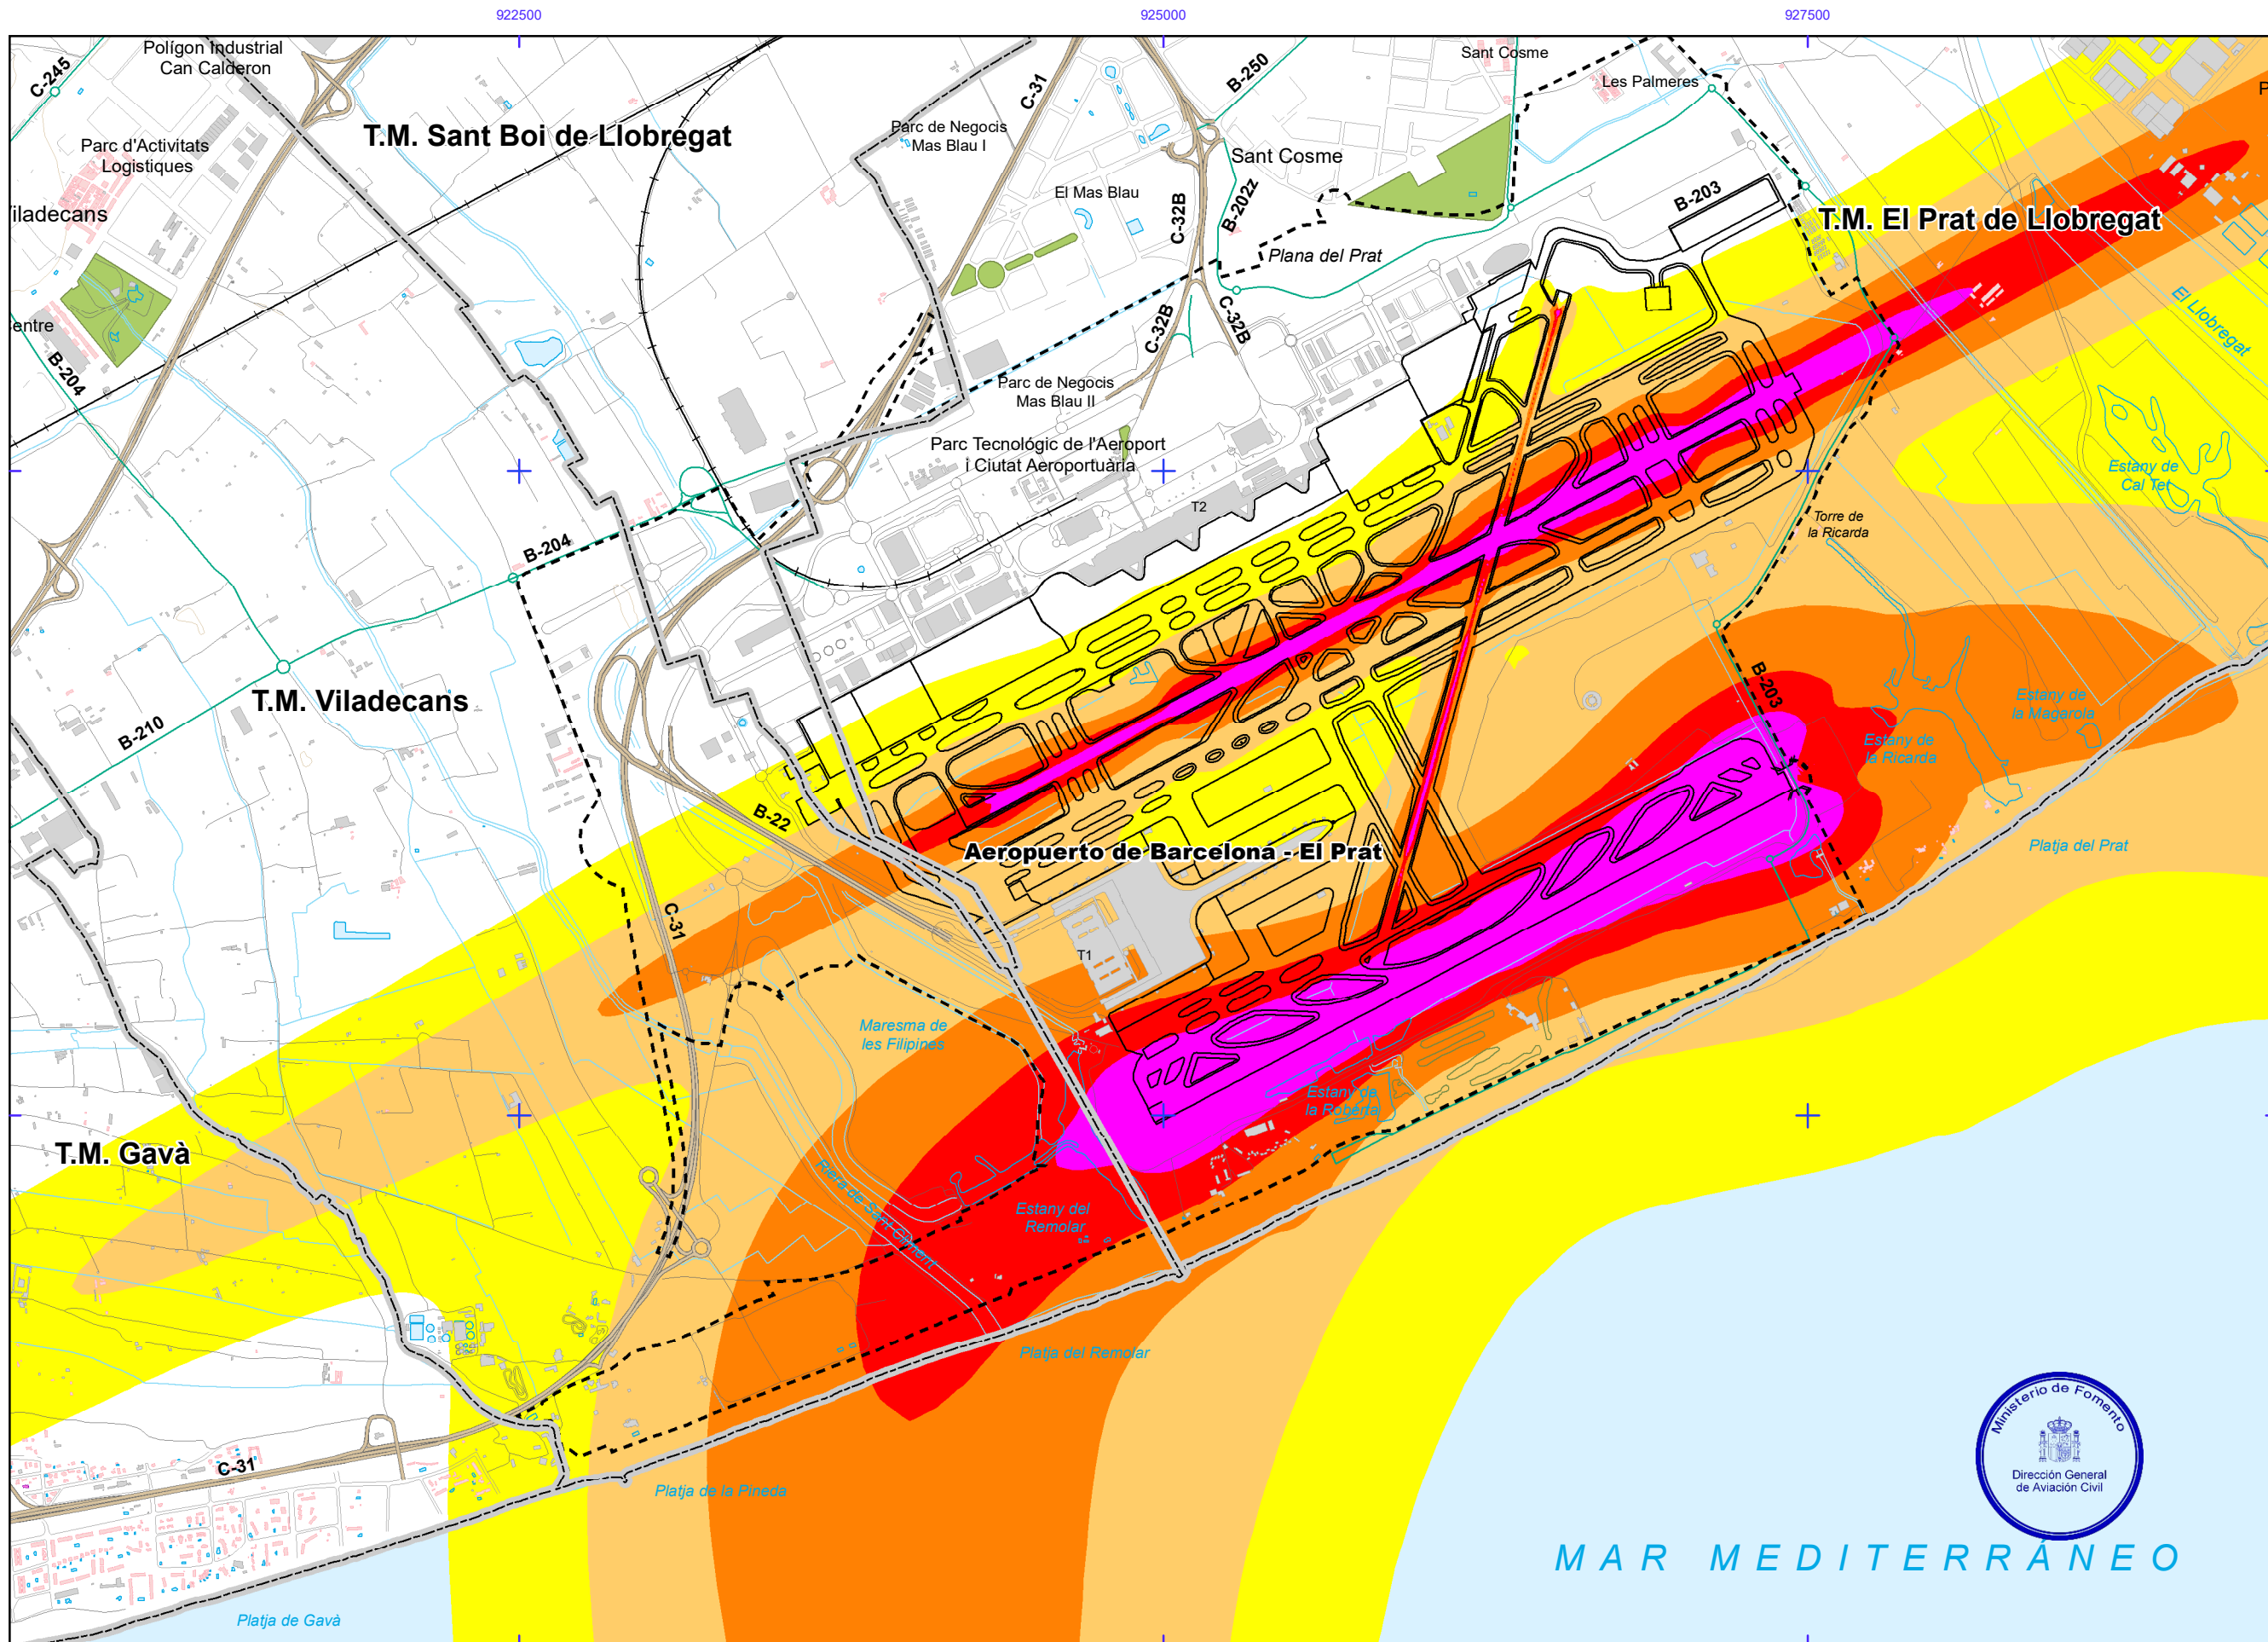 922500
925000
927500
Polígon Industrial
Can Calderon
C-245
Parc d'Activitats
Logistiques
T.M. Sant Boi de Llobregat
C-31
B-250
Parc de Negocis
Mas Blau I
El Mas Blau
Sant Cosme
Sant Cosme
Les Palmeres
C-32B
B-202z
B-203
T.M. El Prat de Llobregat
Plana del Prat
El Llobregat
iladecans
entre
B-204
C-32B
C-32B
Parc de Negocis
Mas Blau II
Parc Tecnológic de l'Aeroport
i Ciutat Aeroportuària
T2
Estany de
Cal Tet
Torre de
la Ricarda
B-204
B-210
T.M. Viladecans
B-203
Estany de
la Magarola
Estany de
la Ricarda
B-22
Aeropuerto de Barcelona - El Prat
Platja del Prat
C-31
T1
Maresma de
les Filipines
Estany de
la Roberta
T.M. Gavà
Riera de Sant Climent
Estany del
Remolar
Platja del Remolar
C-31
Platja de la Pineda
Platja de Gavà
Ministerio de Fomento
Dirección General
de Aviación Civil
MAR MEDITERRÁNEO
P